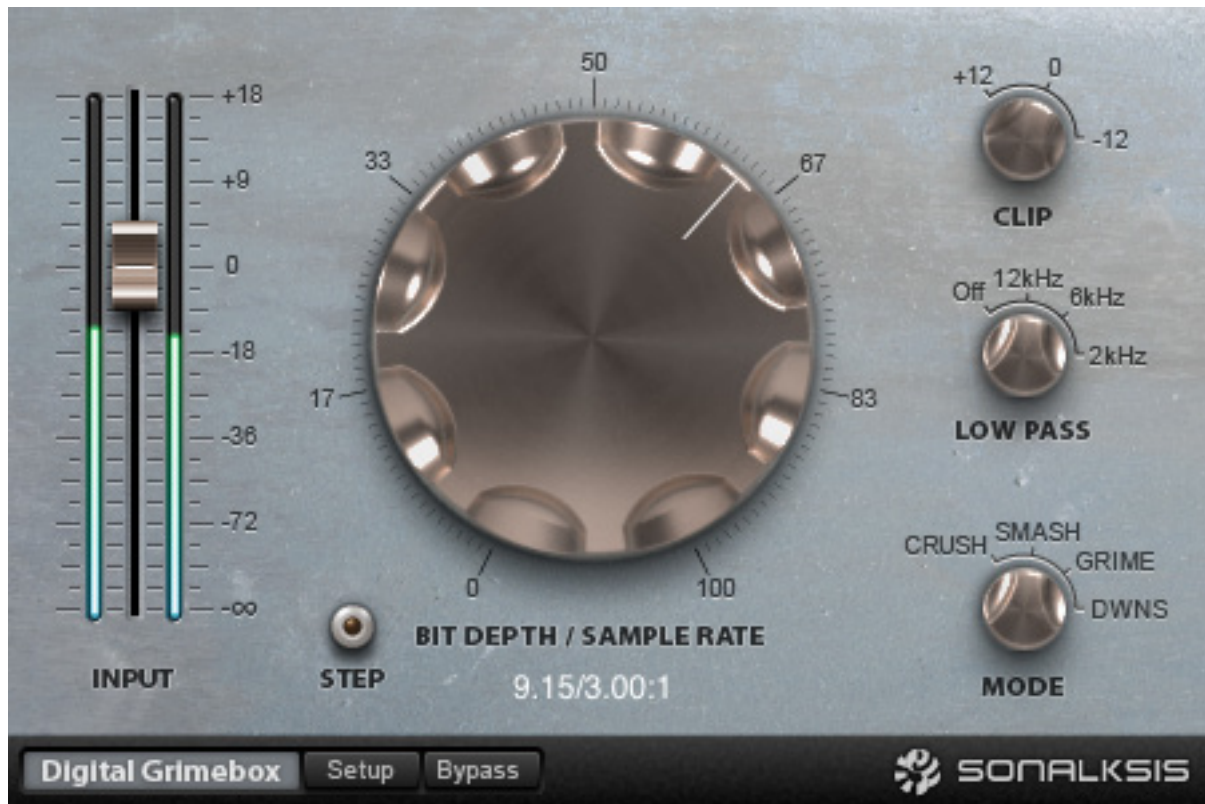 +18
+9
0
-18
-36
-72
-∞
INPUT
STEP
0
17
33
50
67
83
100
BIT DEPTH / SAMPLE RATE
9.15/3.00:1
+12
0
-12
CLIP
Off
12kHz
6kHz
2kHz
LOW PASS
CRUSH
SMASH
GRIME
DWNS
MODE
Digital Grimebox
Setup
Bypass
SONALKSIS